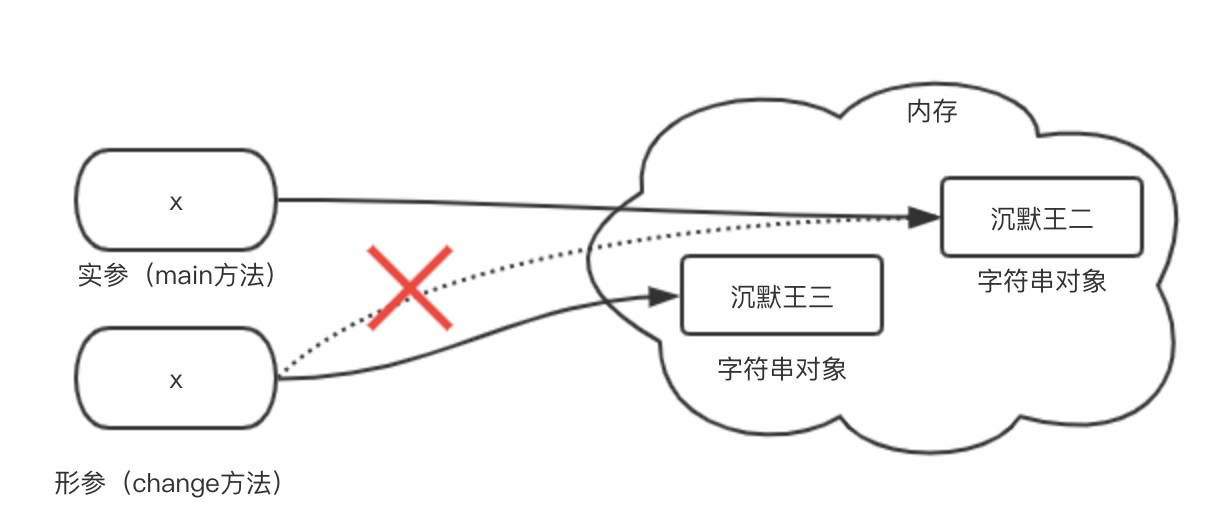 内存
x
沉默王二
实参（main方法）
字符串对象
沉默王三
x
字符串对象
形参（change方法）